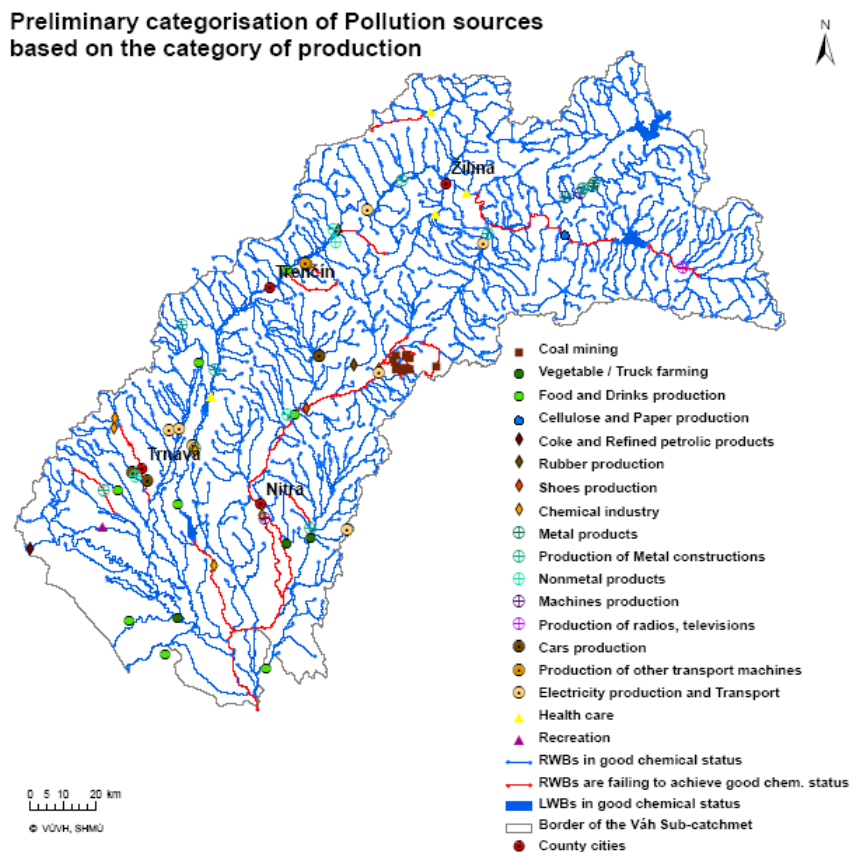 Preliminary categorisation of Pollution sources
based on the category of production
N
Žilina
Trenčín
Trnava
Nitra
Coal mining
Vegetable / Truck farming
Food and Drinks production
Cellulose and Paper production
Coke and Refined petrolic products
Rubber production
Shoes production
Chemical industry
Metal products
Production of Metal constructions
Nonmetal products
Machines production
Production of radios, televisions
Cars production
Production of other transport machines
Electricity production and Transport
Health care
Recreation
RWBs in good chemical status
RWBs are failing to achieve good chem. status
LWBs in good chemical status
Border of the Váh Sub-catchmet
County cities
0 5 10 20 km
© VÚVH, SHMÚ